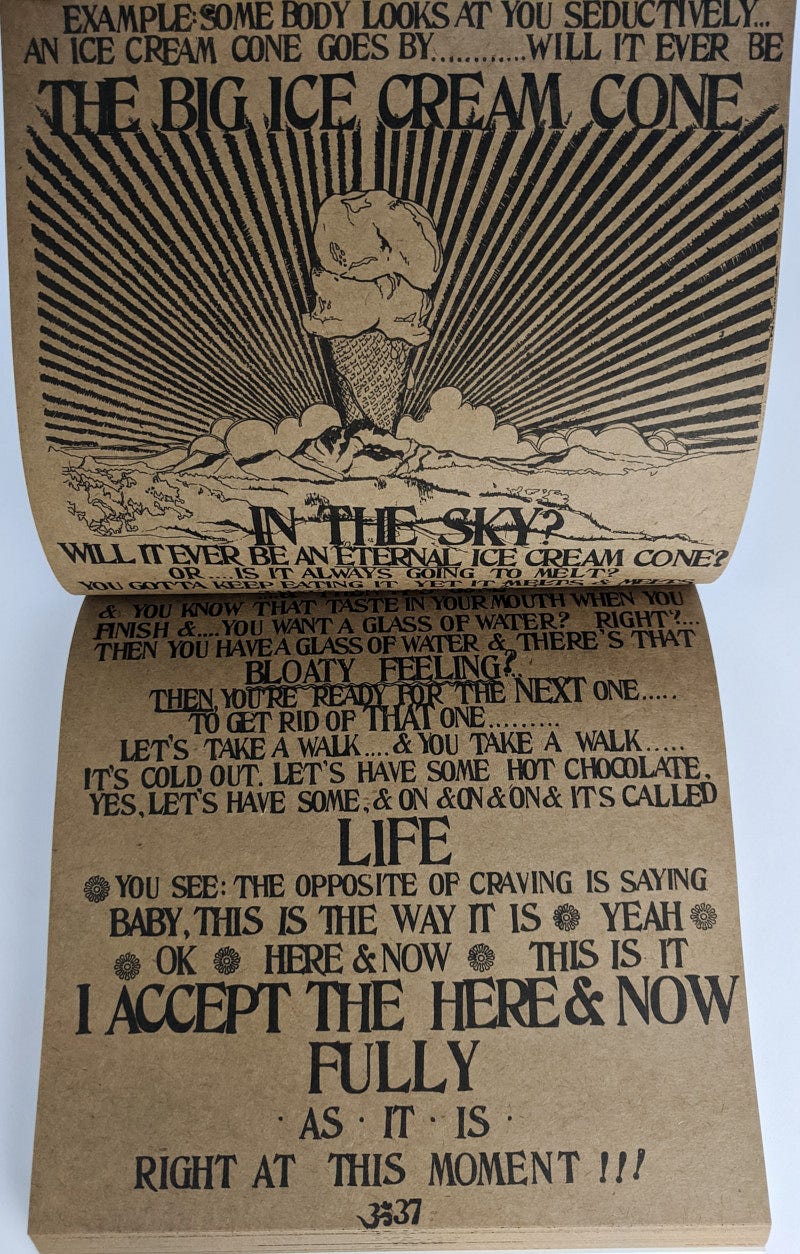 EXAMPLE: SOME BODY LOOKS AT YOU SEDUCTIVELY...
AN ICE CREAM CONE GOES BY............WILL IT EVER BE
THE BIG ICE CREAM CONE
IN THE SKY?
WILL IT EVER BE AN ETERNAL ICE CREAM CONE?
OR ... IS IT ALWAYS GOING TO MELT?
YOU GOTTA KEEP EATING IT YET IT MELTS & MELTS
& YOU KNOW THAT TASTE IN YOUR MOUTH WHEN YOU
FINISH &....YOU WANT A GLASS OF WATER? RIGHT?...
THEN YOU HAVE A GLASS OF WATER & THERE'S THAT
BLOATY FEELING?..
THEN, YOU'RE READY FOR THE NEXT ONE.....
TO GET RID OF THAT ONE.........
LET'S TAKE A WALK....& YOU TAKE A WALK.....
IT'S COLD OUT. LET'S HAVE SOME HOT CHOCOLATE,
YES, LET'S HAVE SOME, & ON & ON & ON & ITS CALLED
LIFE
YOU SEE: THE OPPOSITE OF CRAVING IS SAYING
BABY, THIS IS THE WAY IT IS YEAH
OK HERE & NOW THIS IS IT
I ACCEPT THE HERE & NOW
FULLY
· AS · IT · IS ·
RIGHT AT THIS MOMENT !!!
ॐ37